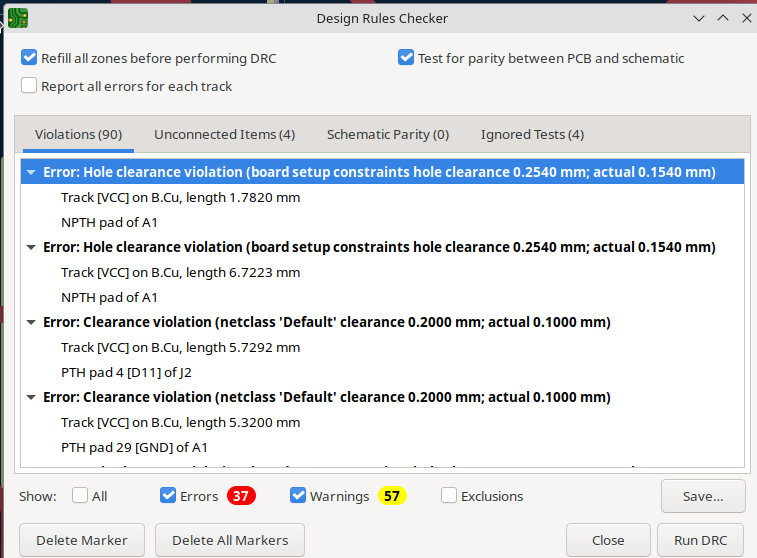 Design Rules Checker
Refill all zones before performing DRC
Test for parity between PCB and schematic
Report all errors for each track
Violations (90)
Unconnected Items (4)
Schematic Parity (0)
Ignored Tests (4)
Error: Hole clearance violation (board setup constraints hole clearance 0.2540 mm; actual 0.1540 mm)
Track [VCC] on B.Cu, length 1.7820 mm
NPTH pad of A1
Error: Hole clearance violation (board setup constraints hole clearance 0.2540 mm; actual 0.1540 mm)
Track [VCC] on B.Cu, length 6.7223 mm
NPTH pad of A1
Error: Clearance violation (netclass 'Default' clearance 0.2000 mm; actual 0.1000 mm)
Track [VCC] on B.Cu, length 5.7292 mm
PTH pad 4 [D11] of J2
Error: Clearance violation (netclass 'Default' clearance 0.2000 mm; actual 0.1000 mm)
Track [VCC] on B.Cu, length 5.3200 mm
PTH pad 29 [GND] of A1
Show:
All
Errors 37
Warnings 57
Exclusions
Save...
Delete Marker
Delete All Markers
Close
Run DRC